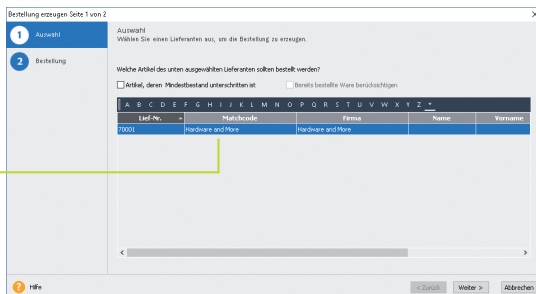 Bestellung erzeugen Seite 1 von 2
1 Auswahl
2 Bestellung
Auswahl
Wählen Sie einen Lieferanten aus, um die Bestellung zu erzeugen.
Welche Artikel des unten ausgewählten Lieferanten sollten bestellt werden?
Artikel, deren Mindestbestand unterschritten ist Bereits bestellte Ware berücksichtigen
A B C D E F G H I J K L M N O P Q R S T U V W X Y Z *
Lief-Nr. Matchcode Firma Name Vorname
70001 Hardware and More Hardware and More
Hilfe < Zurück Weiter > Abbrechen